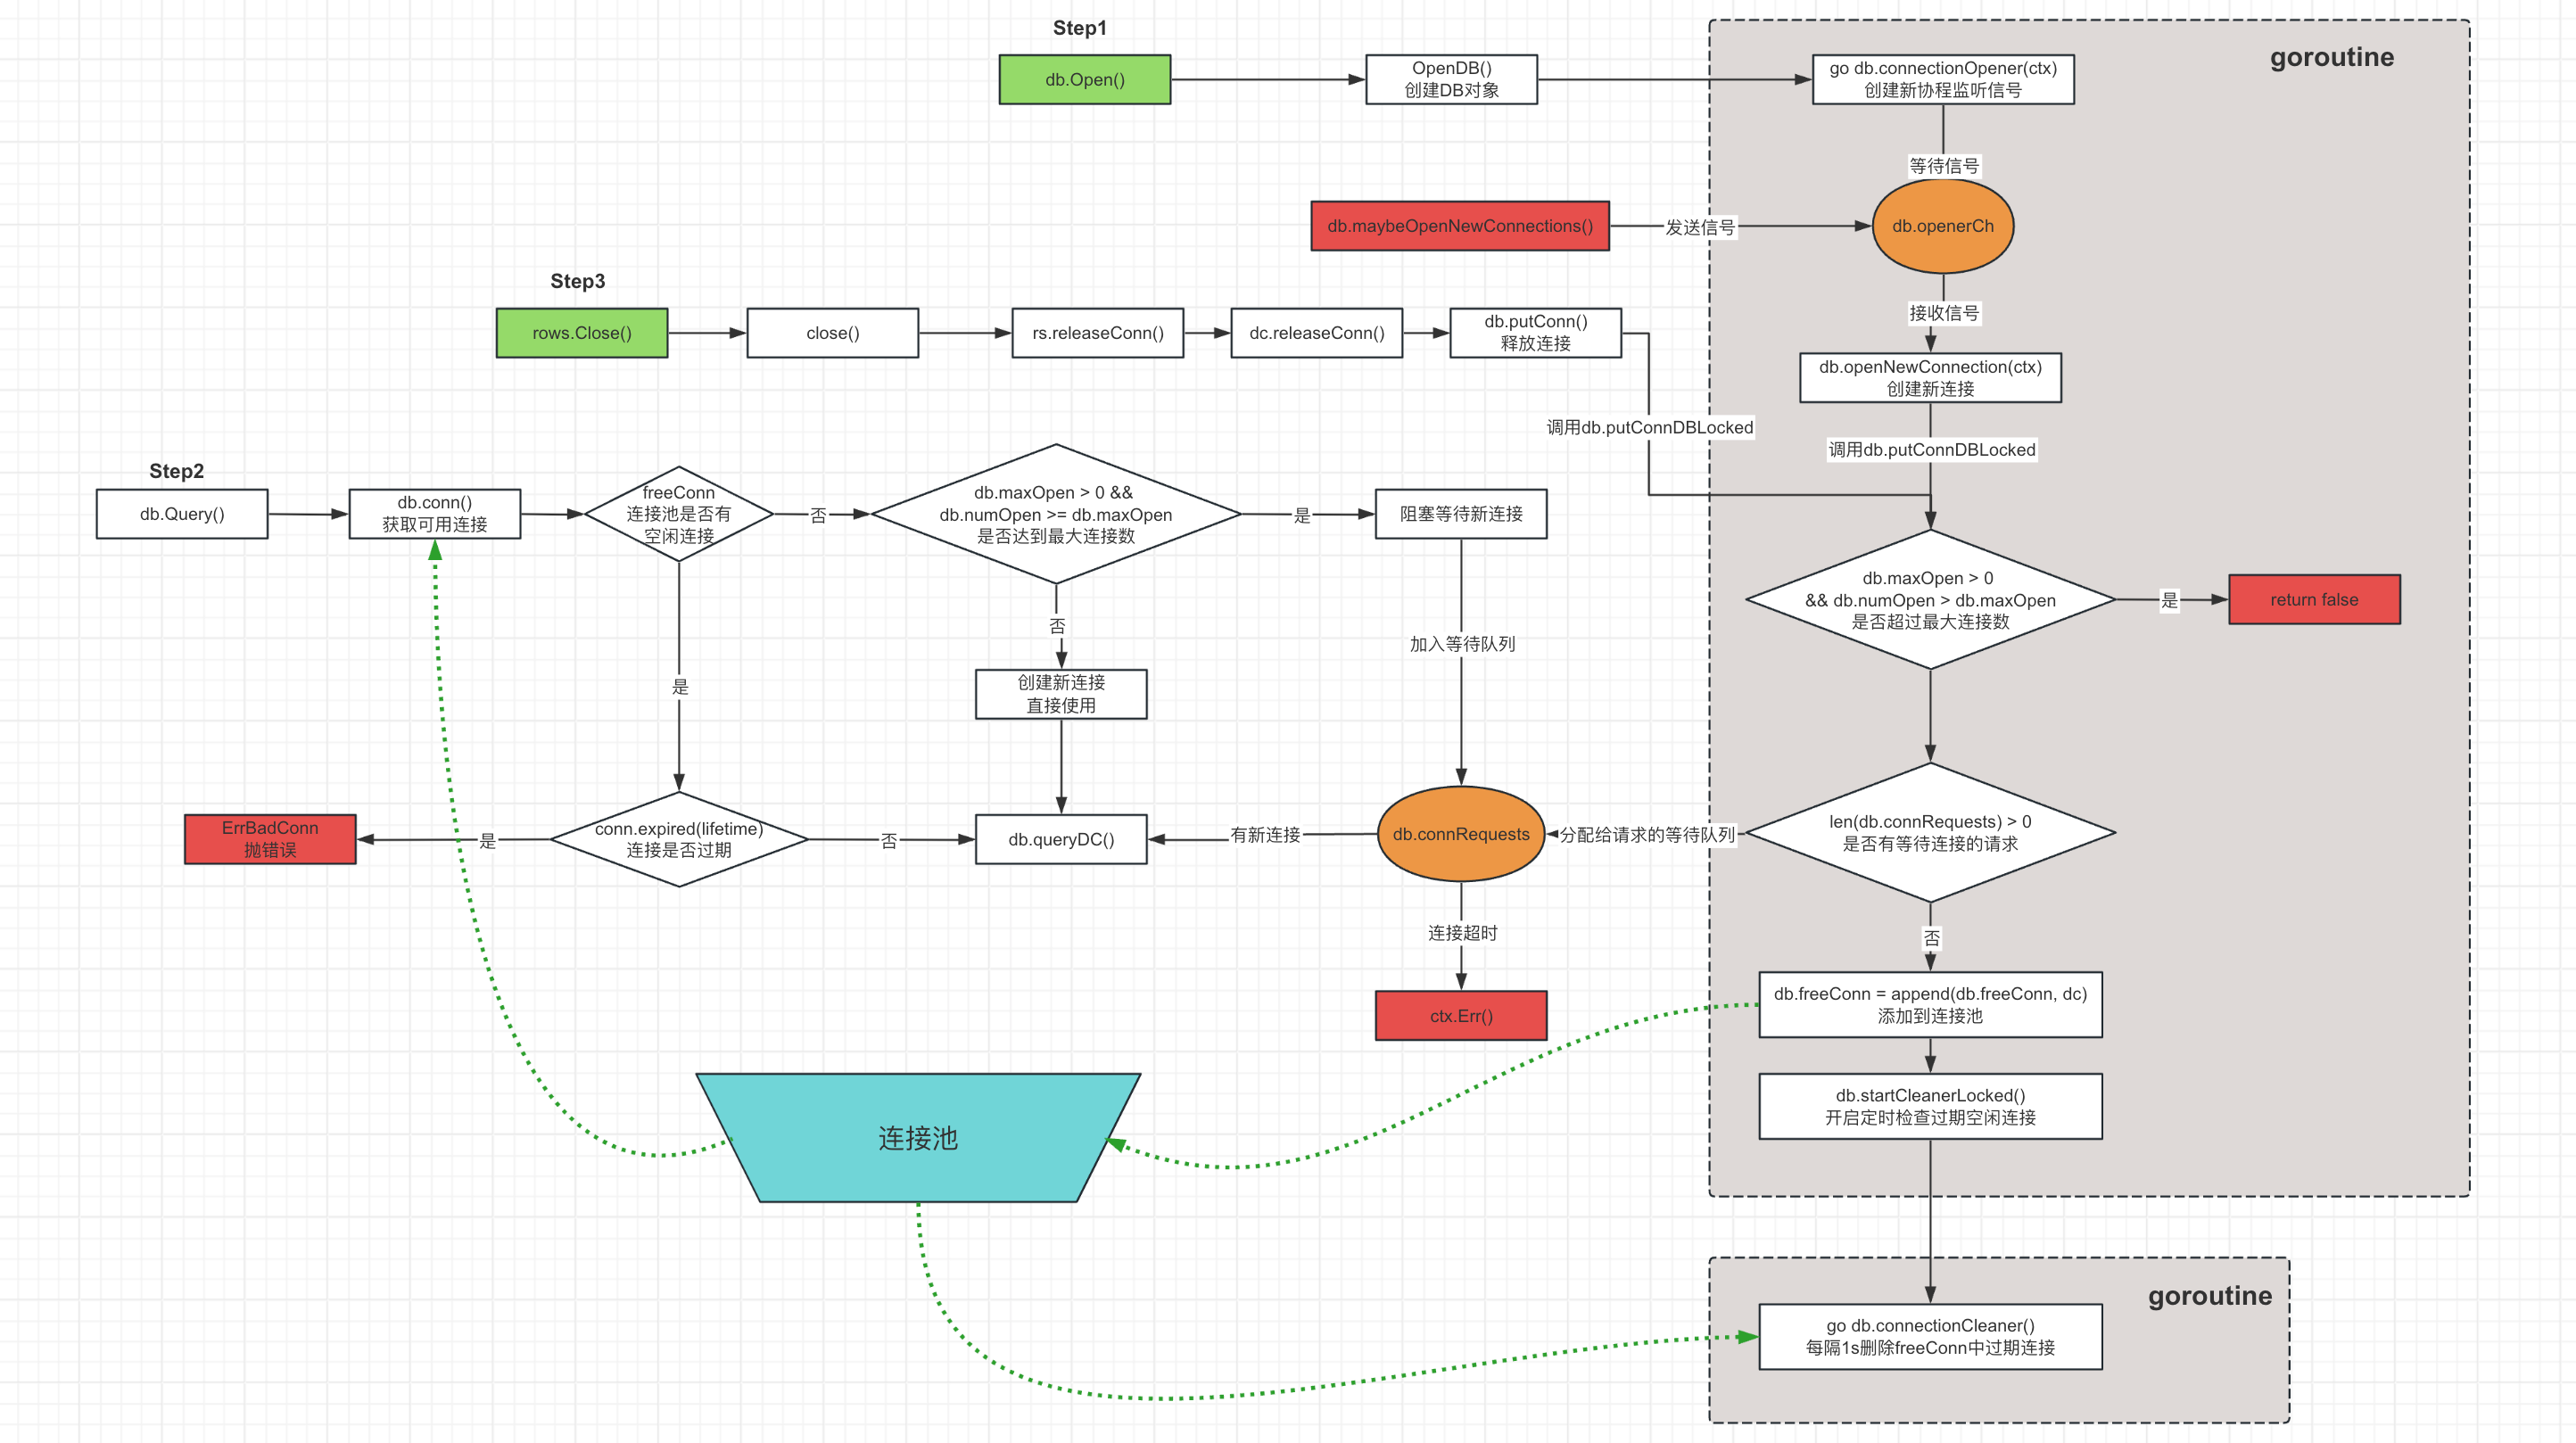 Step1
db.Open()
OpenDB()
创建DB对象
go db.connectionOpener(ctx)
创建新协程监听信号
goroutine
等待信号
db.maybeOpenNewConnections()
发送信号
db.openerCh
接收信号
Step3
rows.Close()
close()
rs.releaseConn()
dc.releaseConn()
db.putConn()
释放连接
db.openNewConnection(ctx)
创建新连接
调用db.putConnDBLocked
调用db.putConnDBLocked
Step2
db.Query()
db.conn()
获取可用连接
freeConn
连接池是否有
空闲连接
否
db.maxOpen > 0 &&
db.numOpen >= db.maxOpen
是否达到最大连接数
是
阻塞等待新连接
db.maxOpen > 0
&& db.numOpen > db.maxOpen
是否超过最大连接数
是
return false
否
加入等待队列
是
创建新连接
直接使用
ErrBadConn
抛错误
是
conn.expired(lifetime)
连接是否过期
否
db.queryDC()
有新连接
db.connRequests
分配给请求的等待队列
len(db.connRequests) > 0
是否有等待连接的请求
连接超时
否
ctx.Err()
db.freeConn = append(db.freeConn, dc)
添加到连接池
db.startCleanerLocked()
开启定时检查过期空闲连接
连接池
goroutine
go db.connectionCleaner()
每隔1s删除freeConn中过期连接